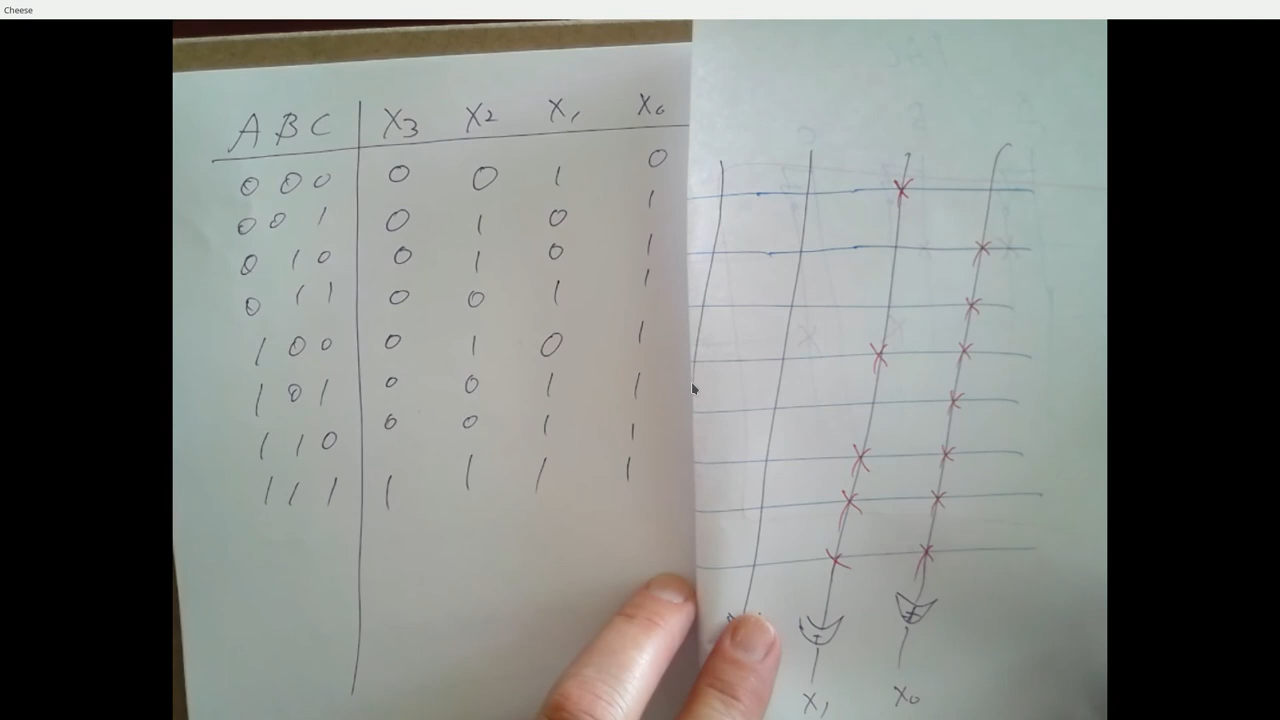 Cheese
A B C X3 X2 X1 X0
0 0 0 0 0 1 0
0 0 1 0 1 0 1
0 1 0 0 1 0 1
0 1 1 0 0 1 1
1 0 0 0 1 0 1
1 0 1 0 0 1 1
1 1 0 0 0 1 1
1 1 1 1 1 1 1
+ +
X1 X0